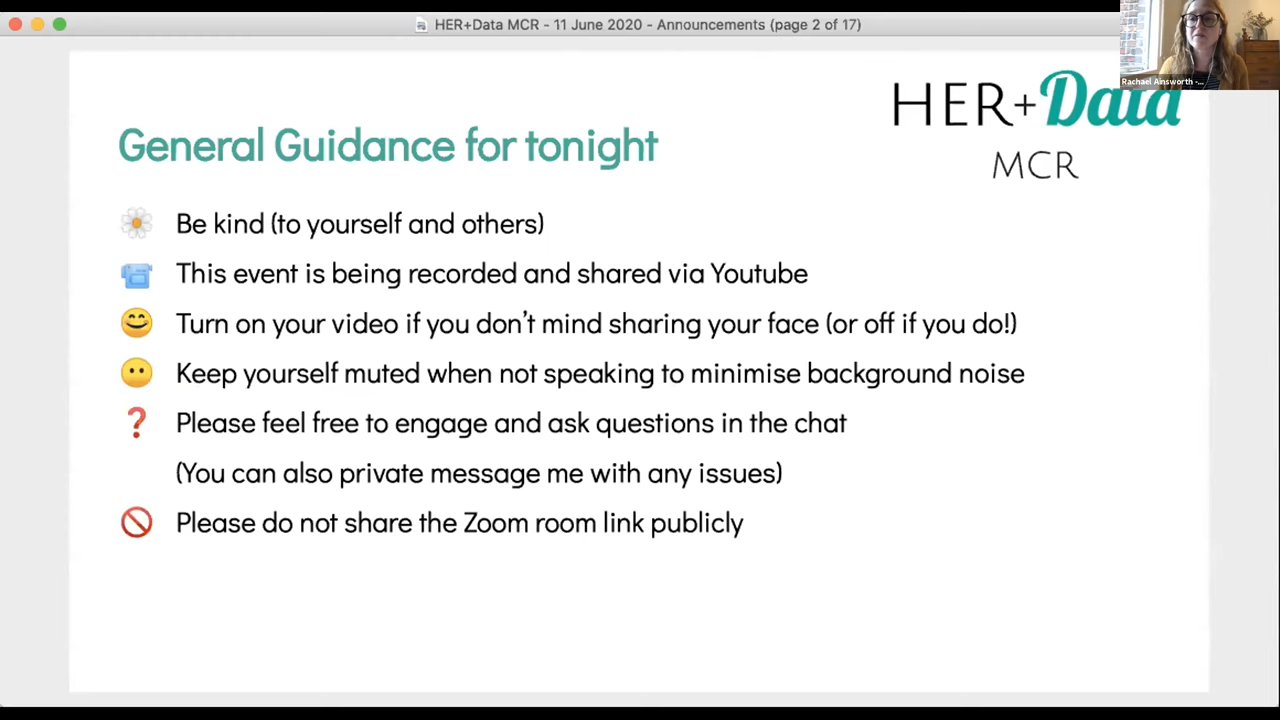 HER+Data MCR - 11 June 2020 - Announcements (page 2 of 17)
Rachael Ainsworth -...
HER+Data
MCR
General Guidance for tonight
Be kind (to yourself and others)
This event is being recorded and shared via Youtube
Turn on your video if you don't mind sharing your face (or off if you do!)
Keep yourself muted when not speaking to minimise background noise
Please feel free to engage and ask questions in the chat
(You can also private message me with any issues)
Please do not share the Zoom room link publicly